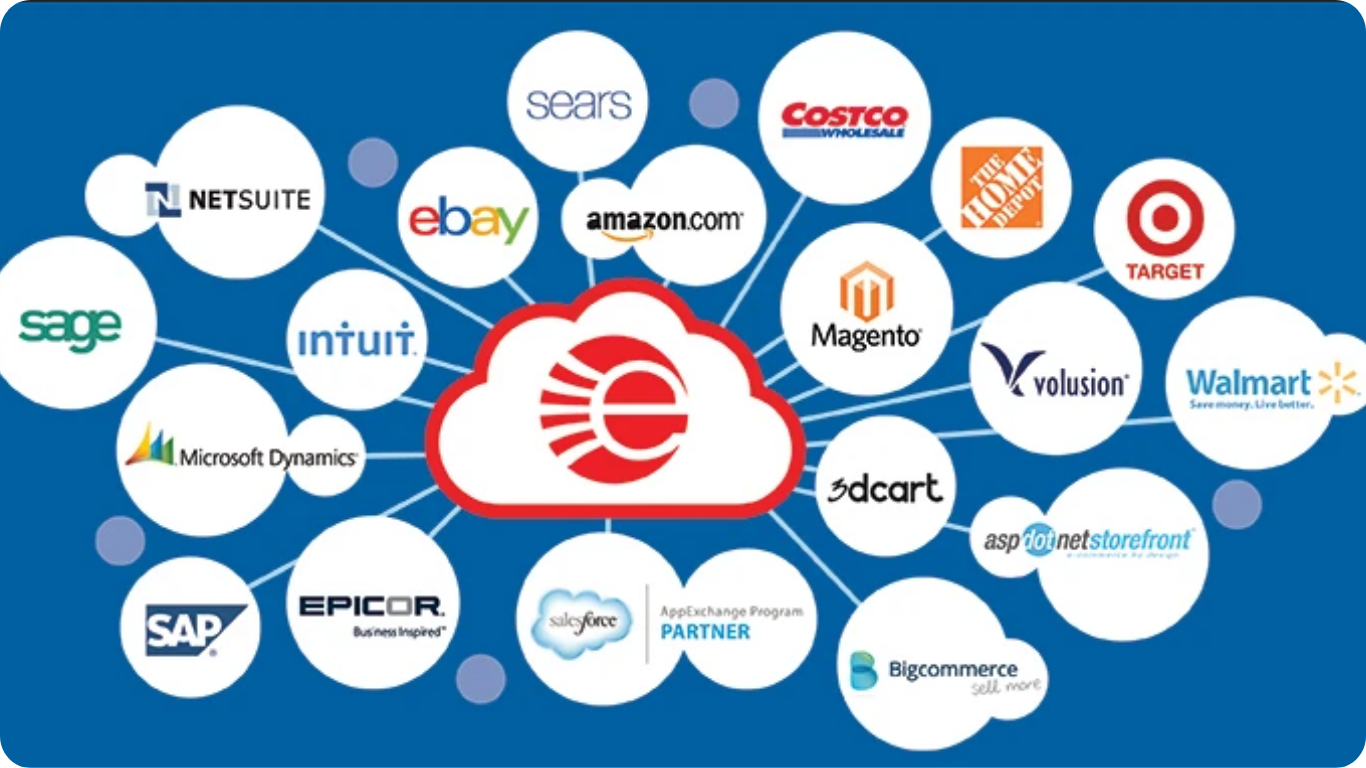 sears
COSTCO
WHOLESALE
THE
HOME
DEPOT
NETSUITE
ebay
amazon.com
TARGET
sage
intuit
Magento
volusion
Walmart
Save money. Live better.
Microsoft Dynamics
e
3dcart
aspdotnetstorefront
e-commerce by design
SAP
EPICOR
Business Inspired™
salesforce
AppExchange Program
PARTNER
Bigcommerce
sell more